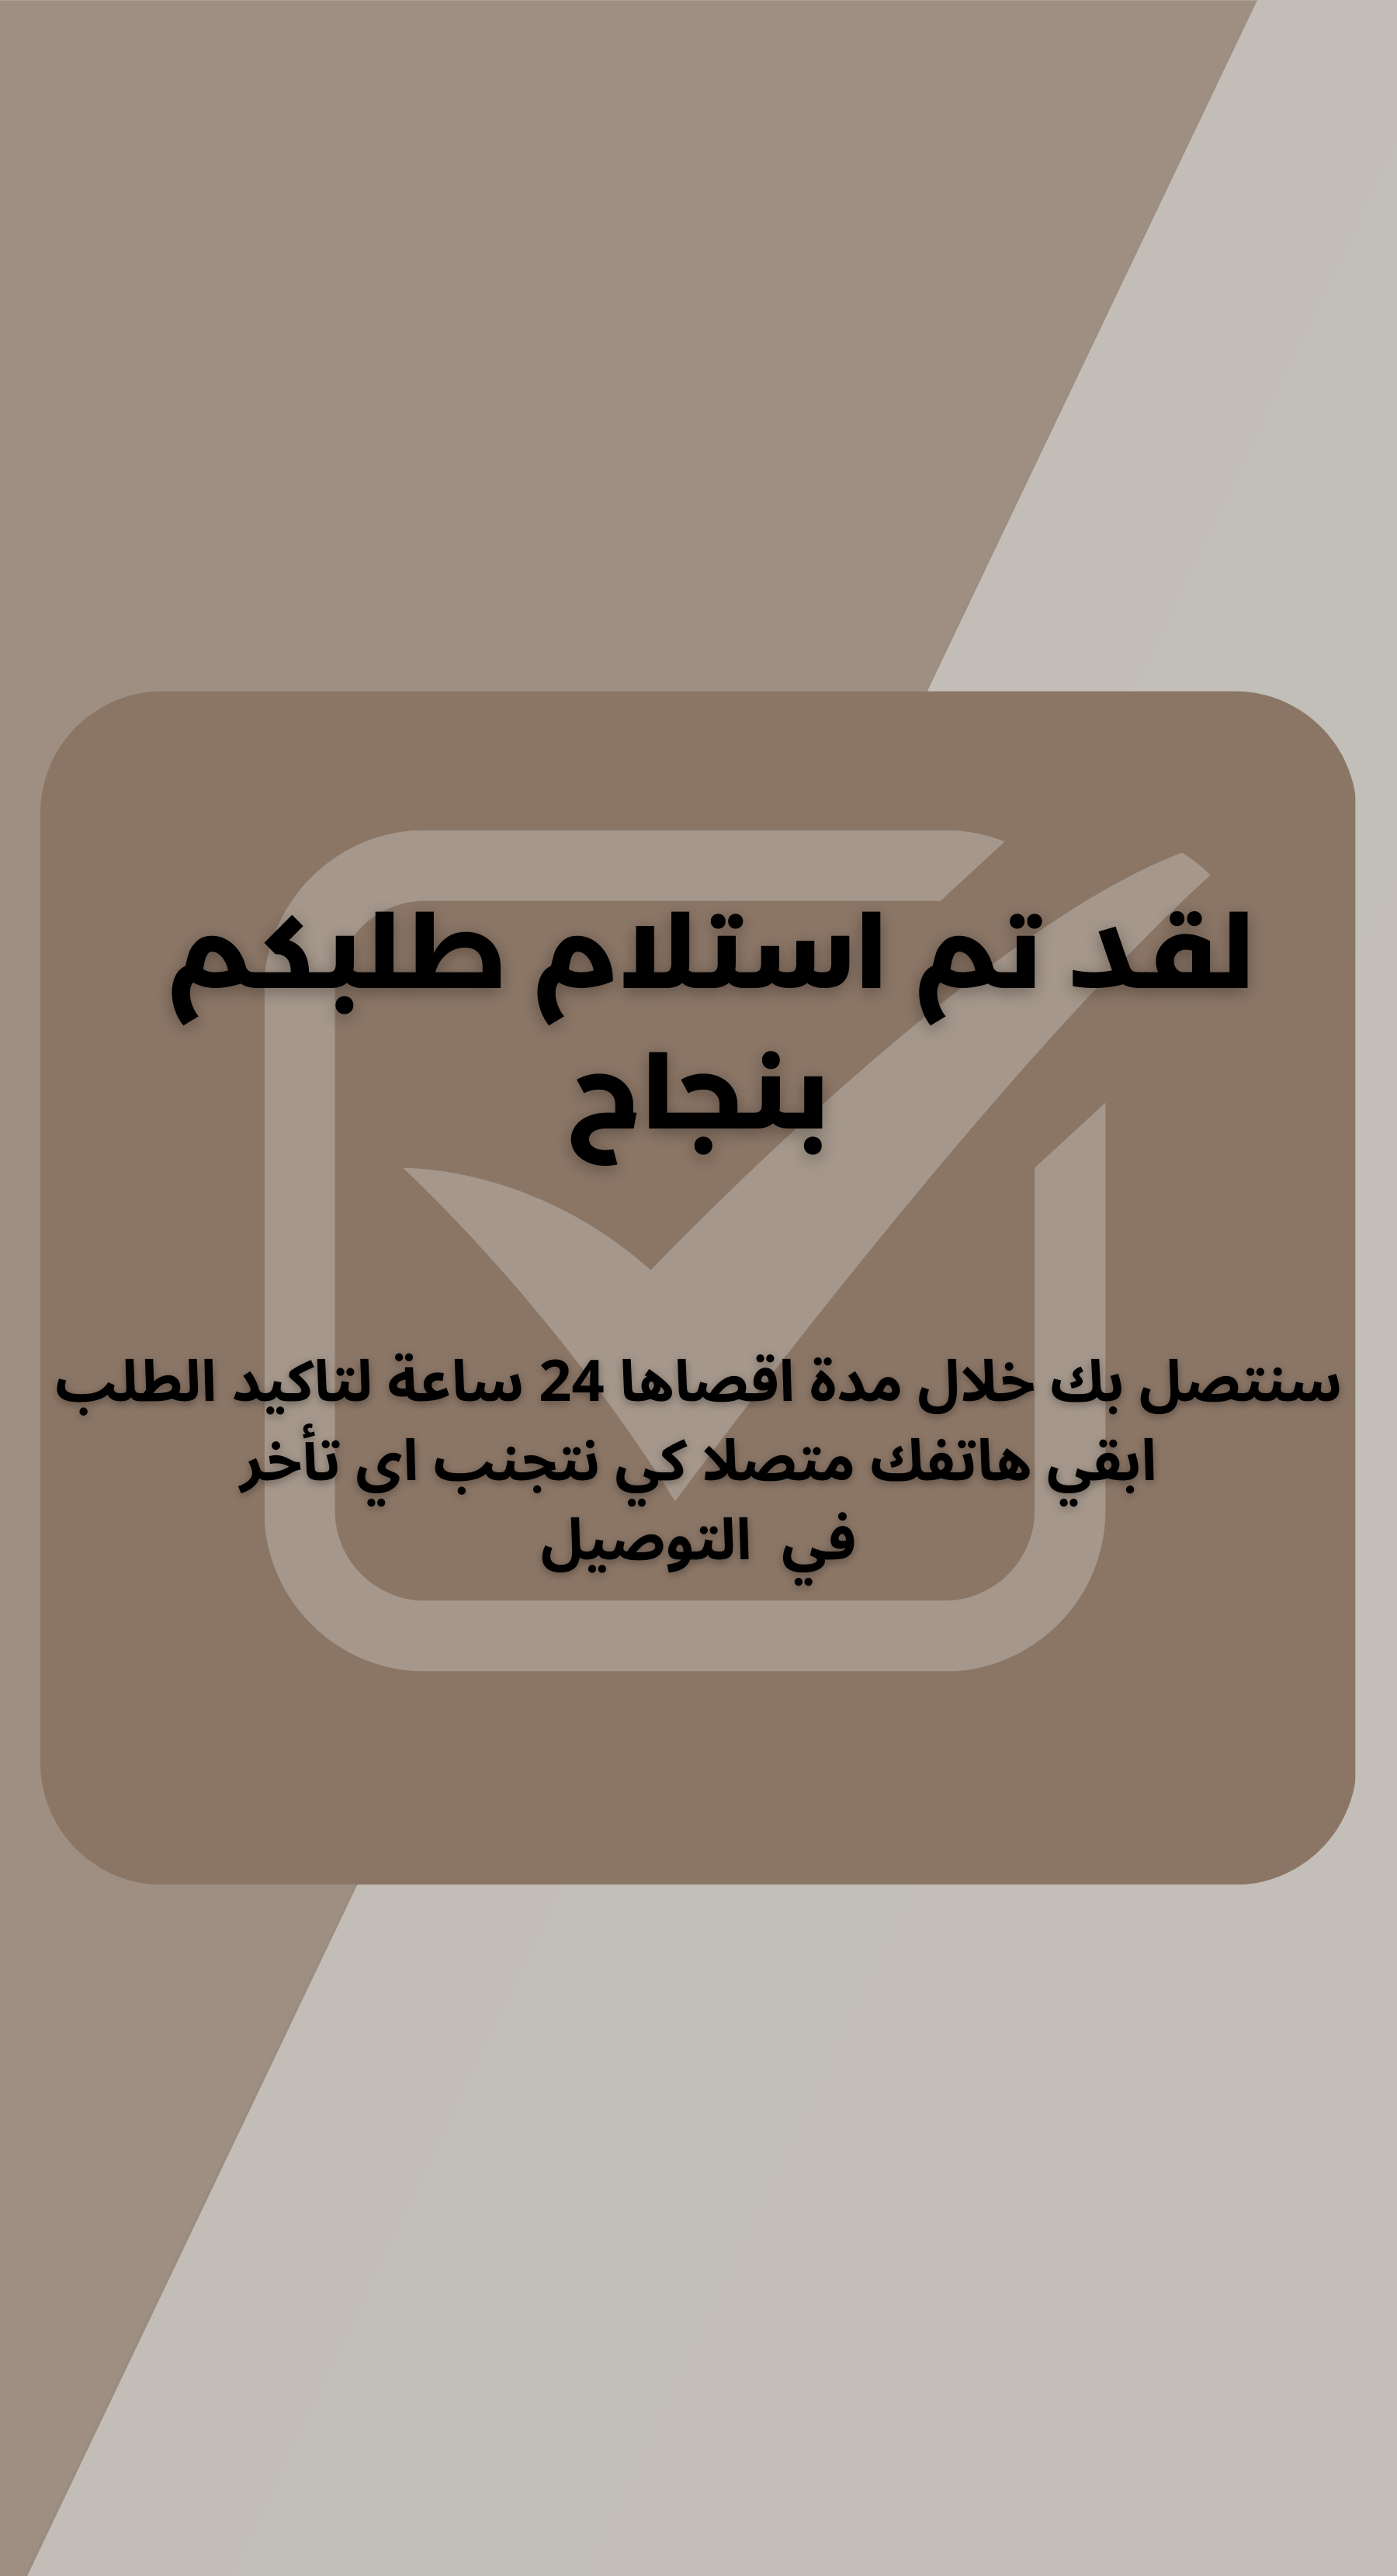 لقد تم استلام طلبكم
بنجاح
سنتصل بك خلال مدة اقصاها 24 ساعة لتاكيد الطلب
ابقي هاتفك متصلا كي نتجنب اي تأخر
في التوصيل